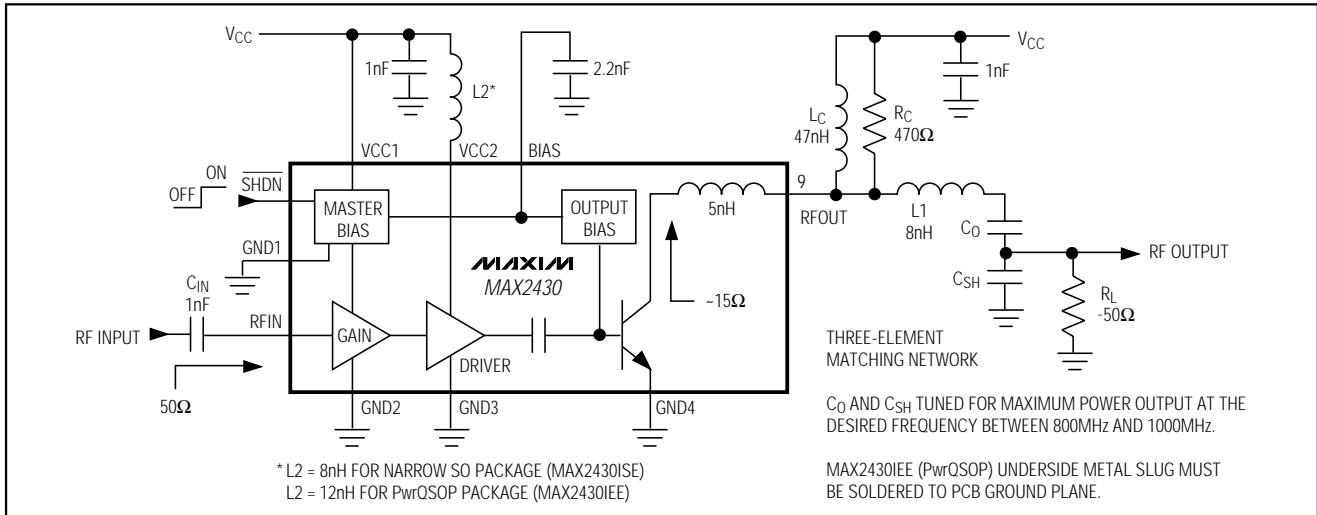 VCC
1nF
L2*
2.2nF
VCC
1nF
LC
47nH
RC
470Ω
VCC1
VCC2
BIAS
ON
OFF
SHDN
MASTER
BIAS
OUTPUT
BIAS
5nH
9
RFOUT
L1
8nH
CO
RF OUTPUT
CSH
RL
~50Ω
GND1
MAXIM
MAX2430
~15Ω
CIN
1nF
RF INPUT
RFIN
GAIN
DRIVER
50Ω
GND2
GND3
GND4
THREE-ELEMENT
MATCHING NETWORK
CO AND CSH TUNED FOR MAXIMUM POWER OUTPUT AT THE
DESIRED FREQUENCY BETWEEN 800MHz AND 1000MHz.
MAX2430IEE (PwrQSOP) UNDERSIDE METAL SLUG MUST
BE SOLDERED TO PCB GROUND PLANE.
* L2 = 8nH FOR NARROW SO PACKAGE (MAX2430ISE)
L2 = 12nH FOR PwrQSOP PACKAGE (MAX2430IEE)